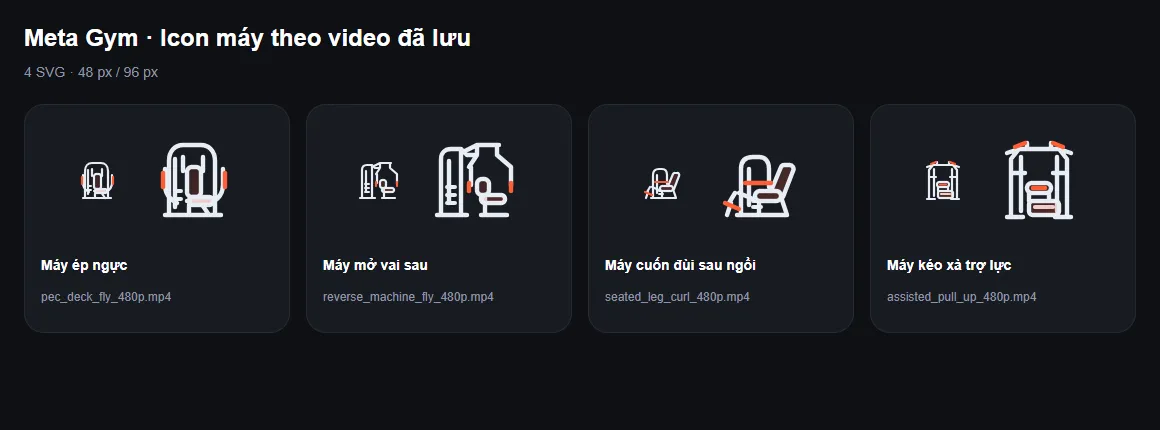 Meta Gym · Icon máy theo video đã lưu
4 SVG · 48 px / 96 px
Máy ép ngực
pec_deck_fly_480p.mp4
Máy mở vai sau
reverse_machine_fly_480p.mp4
Máy cuốn đùi sau ngồi
seated_leg_curl_480p.mp4
Máy kéo xà trợ lực
assisted_pull_up_480p.mp4